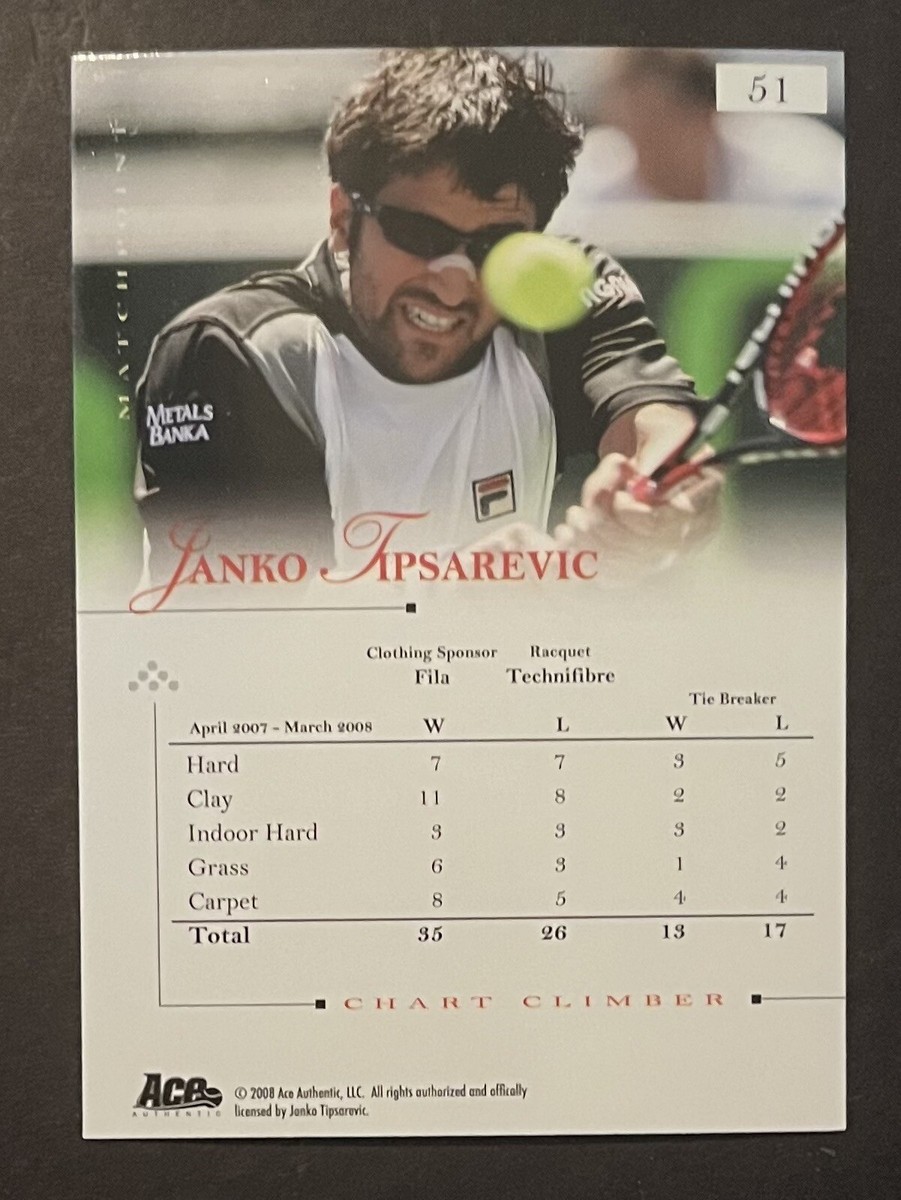 51
MATCHPOINT
METALS
BANKA
JANKO TIPSAREVIC
Clothing Sponsor Racquet
Fila Technifibre
Tie Breaker
April 2007 - March 2008 W L W L
Hard 7 7 3 5
Clay 11 8 2 2
Indoor Hard 3 3 3 2
Grass 6 3 1 4
Carpet 8 5 4 4
Total 35 26 13 17
CHART CLIMBER
Ace
AUTHENTIC
© 2008 Ace Authentic, LLC. All rights authorized and offically
licensed by Janko Tipsarevic.